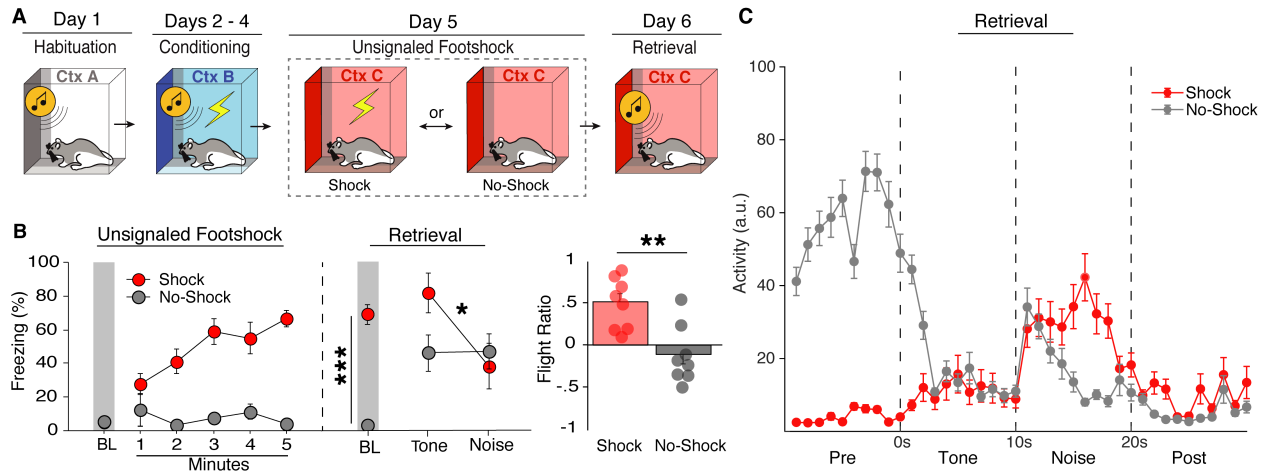 A
Day 1
Habituation
Ctx A
Days 2 - 4
Conditioning
Ctx B
Day 5
Unsignaled Footshock
Ctx C
Shock
or
Ctx C
No-Shock
Day 6
Retrieval
Ctx C
B
Unsignaled Footshock
Freezing (%)
100
80
60
40
20
0
Shock
No-Shock
BL
1
2
3
4
5
Minutes
Retrieval
***
*
BL
Tone
Noise
Flight Ratio
1
.5
0
-.5
-1
**
Shock
No-Shock
C
Retrieval
Activity (a.u.)
100
80
60
40
20
Shock
No-Shock
0s
10s
20s
Pre
Tone
Noise
Post